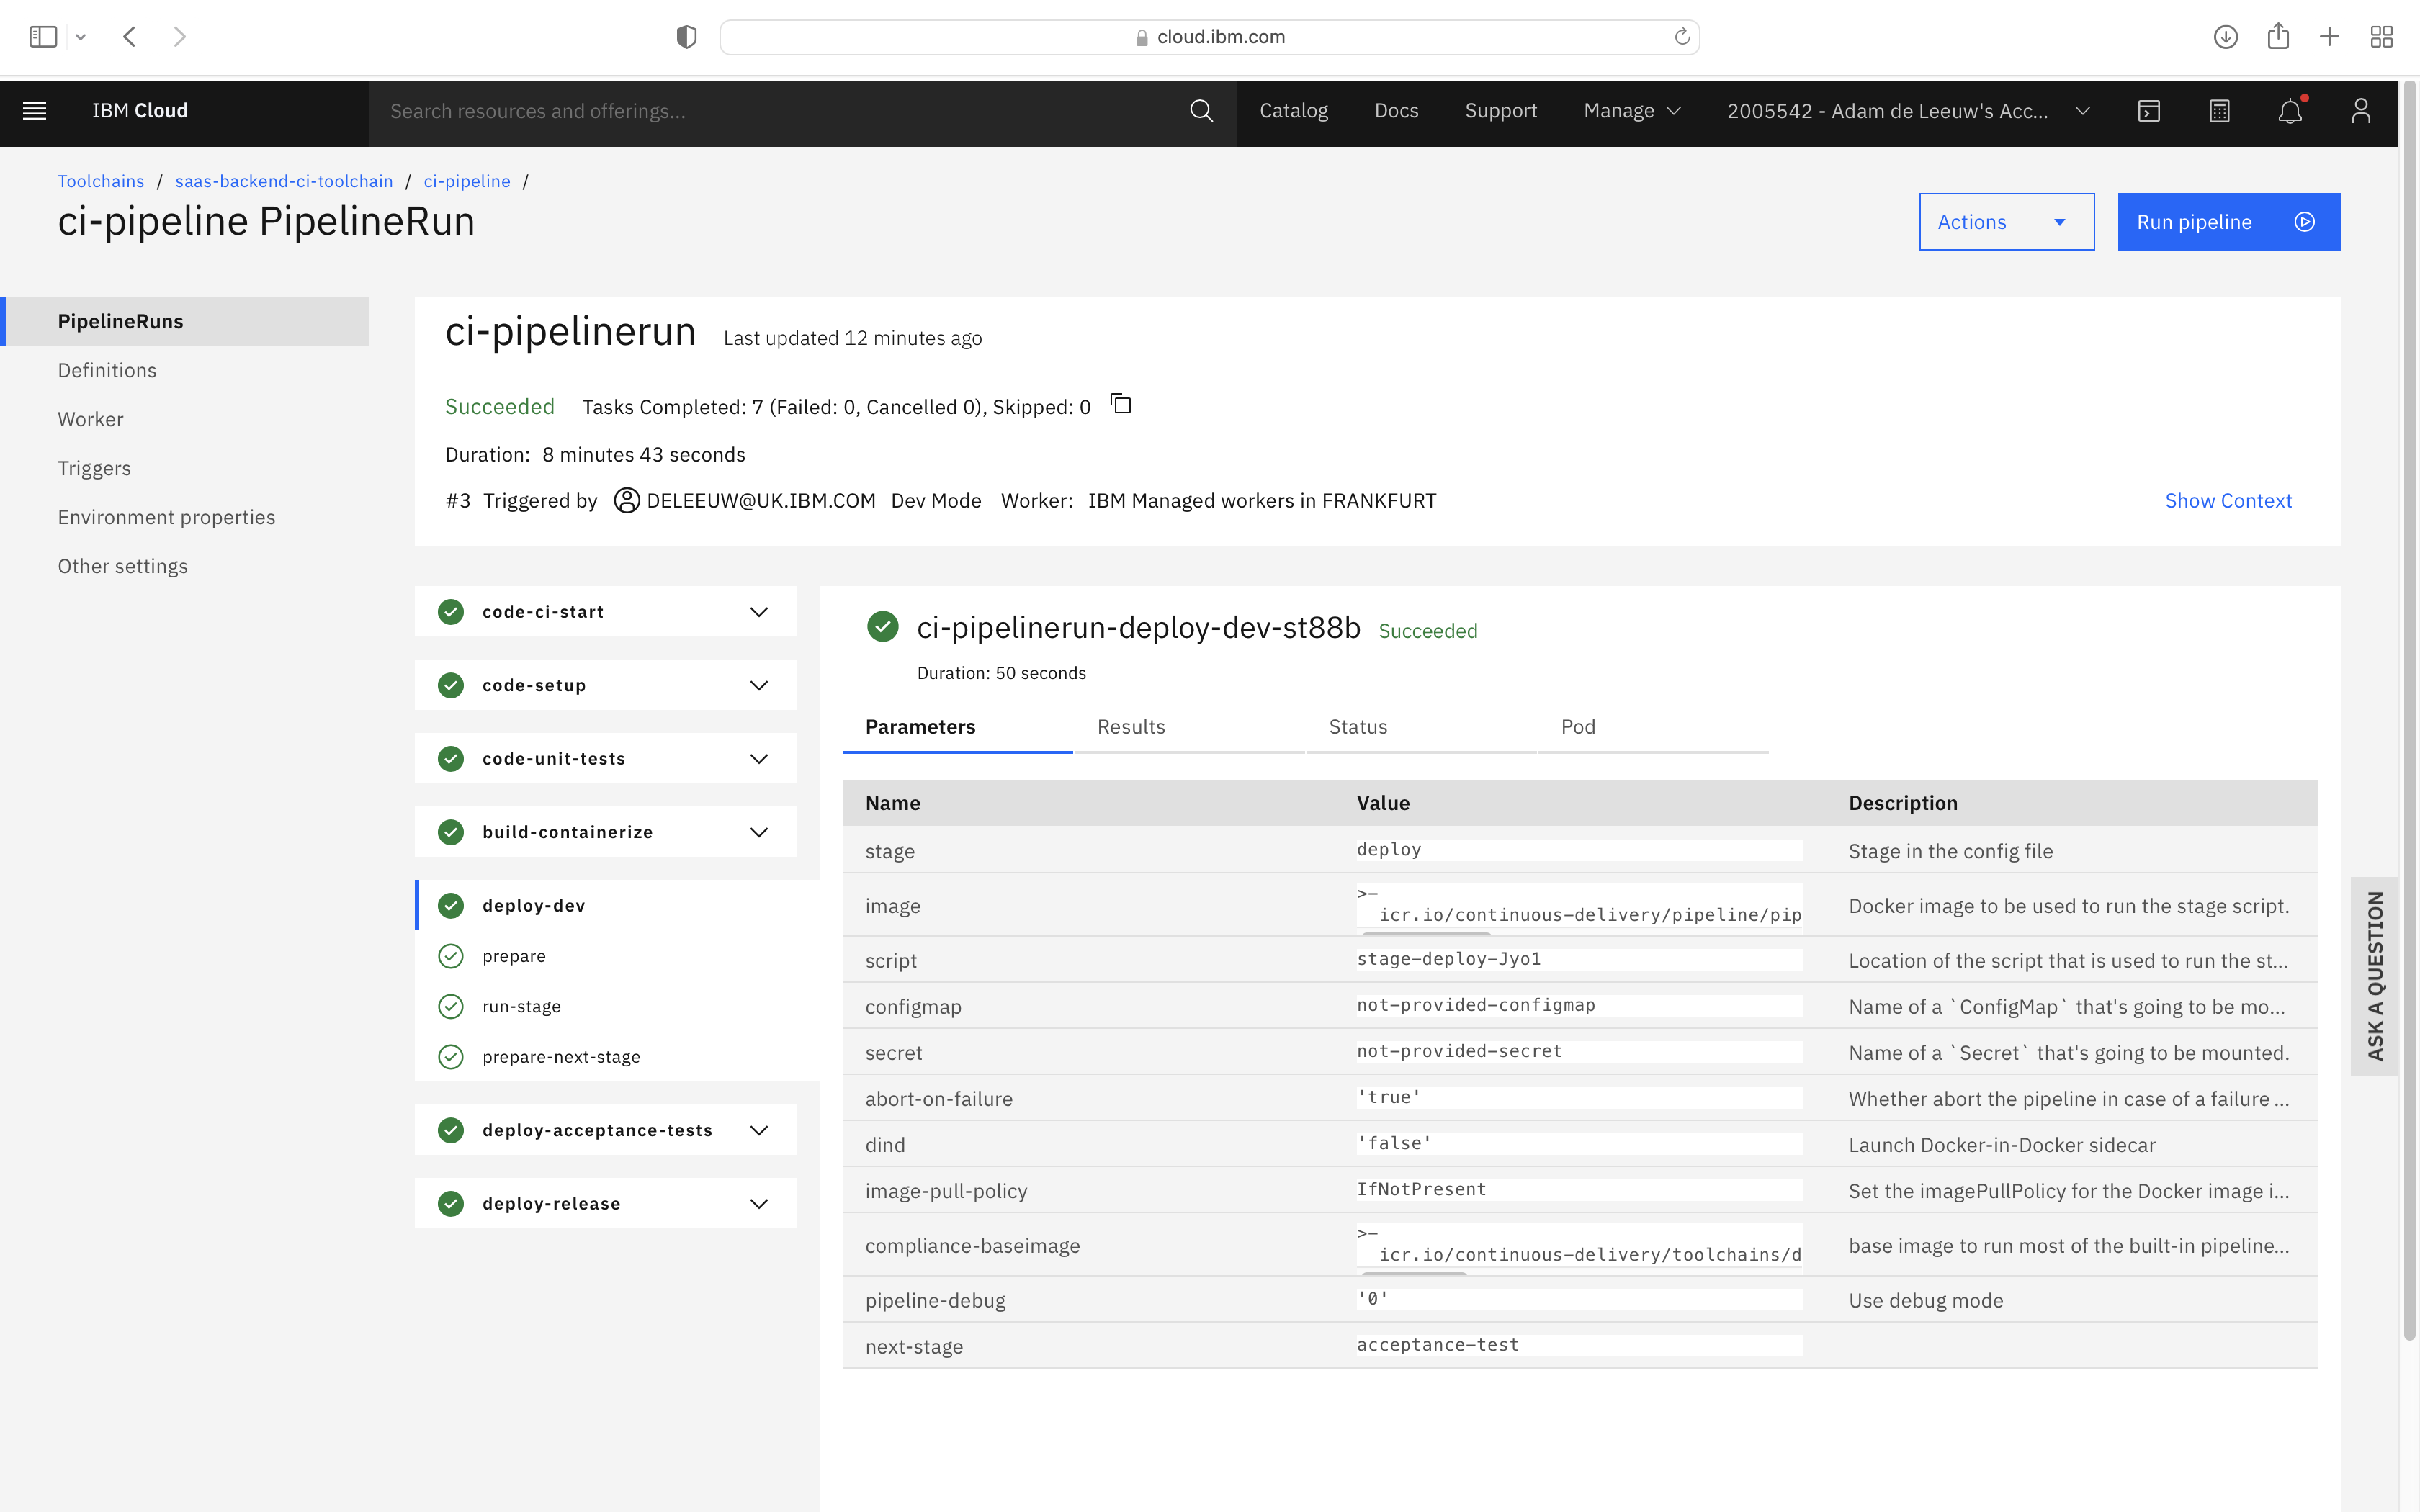 cloud.ibm.com
IBM Cloud
Search resources and offerings...
Catalog
Docs
Support
Manage
2005542 - Adam de Leeuw's Acc...
Toolchains / saas-backend-ci-toolchain / ci-pipeline /
ci-pipeline PipelineRun
Actions
Run pipeline
PipelineRuns
Definitions
Worker
Triggers
Environment properties
Other settings
ci-pipelinerun Last updated 12 minutes ago
Succeeded Tasks Completed: 7 (Failed: 0, Cancelled 0), Skipped: 0
Duration: 8 minutes 43 seconds
#3 Triggered by DELEEUW@UK.IBM.COM Dev Mode Worker: IBM Managed workers in FRANKFURT
Show Context
code-ci-start
code-setup
code-unit-tests
build-containerize
deploy-dev
prepare
run-stage
prepare-next-stage
deploy-acceptance-tests
deploy-release
ci-pipelinerun-deploy-dev-st88b Succeeded
Duration: 50 seconds
Parameters Results Status Pod
Name Value Description
stage deploy Stage in the config file
image >-
icr.io/continuous-delivery/pipeline/pip Docker image to be used to run the stage script.
script stage-deploy-Jyo1 Location of the script that is used to run the st...
configmap not-provided-configmap Name of a `ConfigMap` that's going to be mo...
secret not-provided-secret Name of a `Secret` that's going to be mounted.
abort-on-failure 'true' Whether abort the pipeline in case of a failure ...
dind 'false' Launch Docker-in-Docker sidecar
image-pull-policy IfNotPresent Set the imagePullPolicy for the Docker image i...
compliance-baseimage >-
icr.io/continuous-delivery/toolchains/d base image to run most of the built-in pipeline...
pipeline-debug '0' Use debug mode
next-stage acceptance-test
ASK A QUESTION